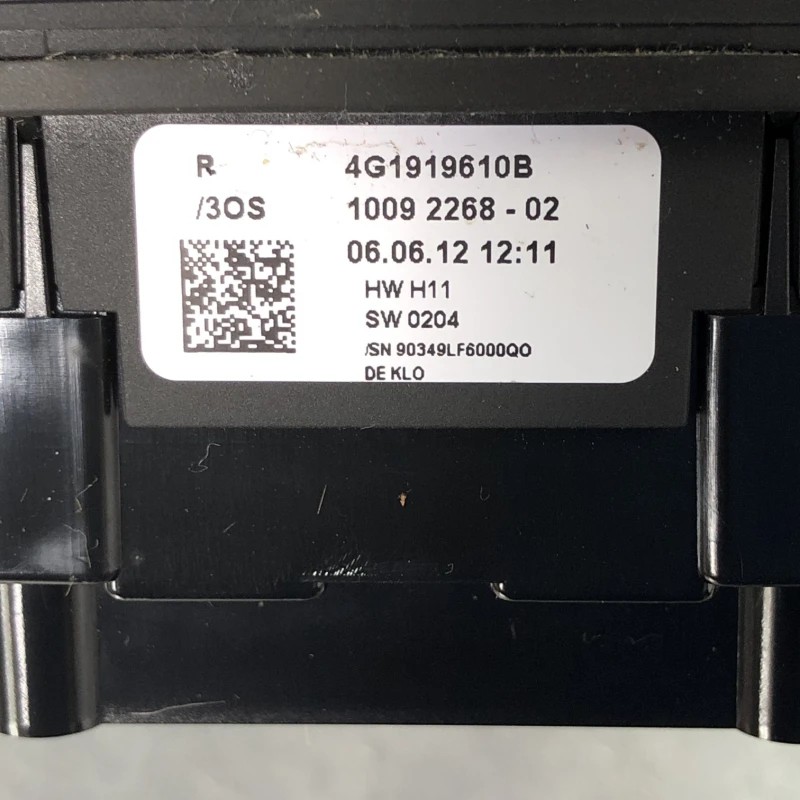 R 4G1919610B
/3OS 1009 2268 - 02
06.06.12 12:11
HW H11
SW 0204
/SN 90349LF6000QO
DE KLO